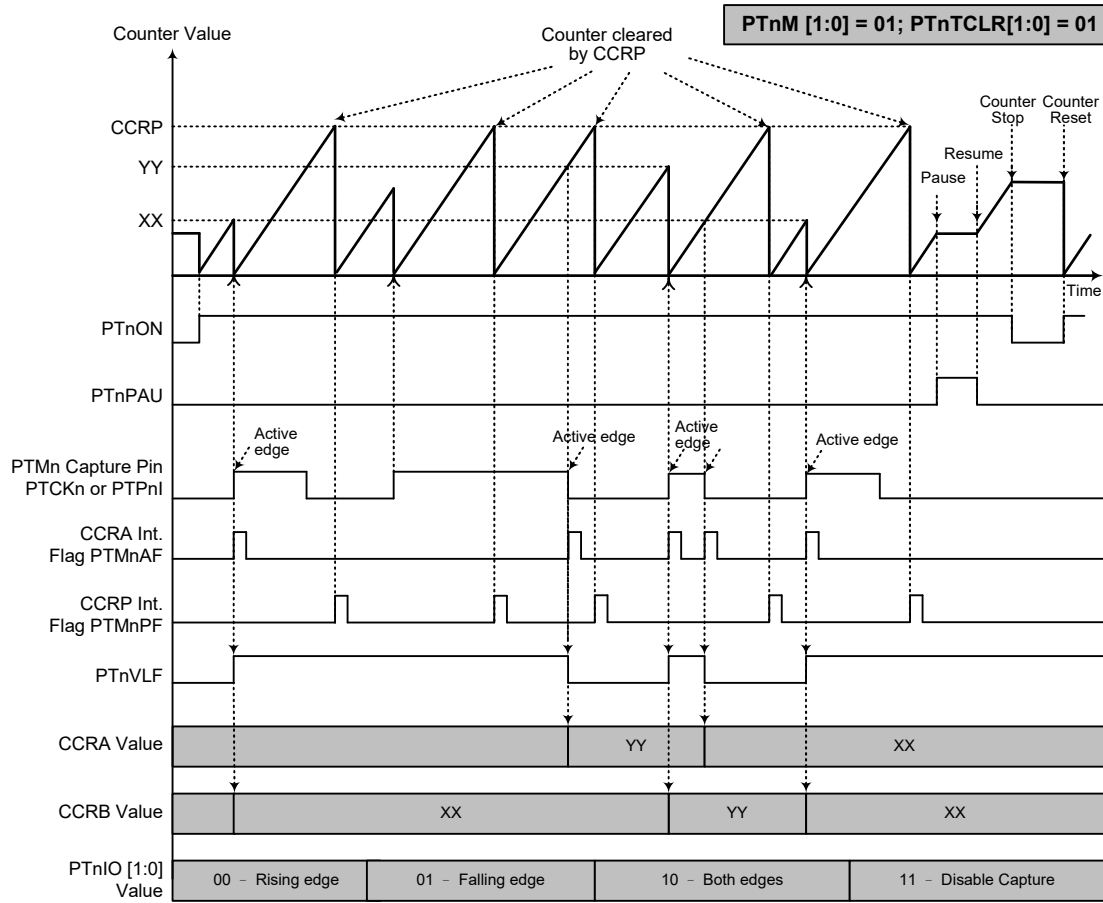 PTnM [1:0] = 01; PTnTCLR[1:0] = 01
Counter Value
Counter cleared
by CCRP
Counter
Stop
Counter
Reset
CCRP
YY
Resume
Pause
XX
Time
PTnON
PTnPAU
Active
edge
Active edge
Active
edge
Active edge
PTMn Capture Pin
PTCKn or PTPnI
CCRA Int.
Flag PTMnAF
CCRP Int.
Flag PTMnPF
PTnVLF
CCRA Value
YY
XX
CCRB Value
XX
YY
XX
PTnIO [1:0]
Value
00 – Rising edge
01 – Falling edge
10 – Both edges
11 – Disable Capture